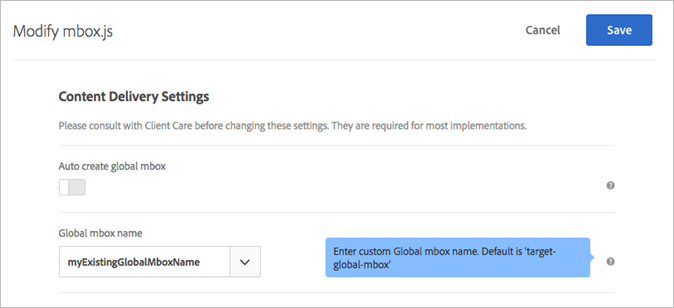 Modify mbox.js
Cancel
Save
Content Delivery Settings
Please consult with Client Care before changing these settings. They are required for most implementations.
Auto create global mbox
?
Global mbox name
myExistingGlobalMboxName
Enter custom Global mbox name. Default is 'target-
global-mbox'
?